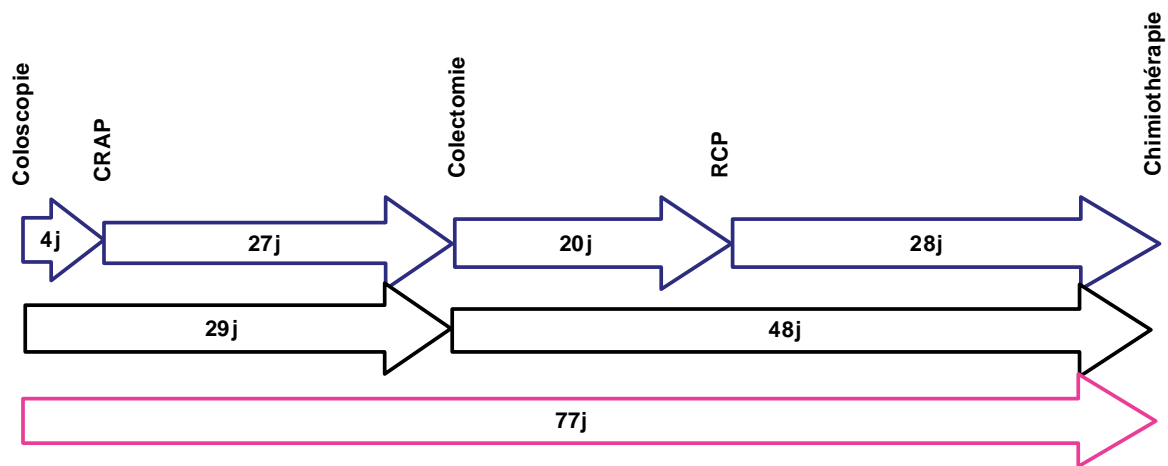 Coloscopie
CRAP
Colectomie
RCP
Chimiothérapie
4j
27j
20j
28j
29j
48j
77j